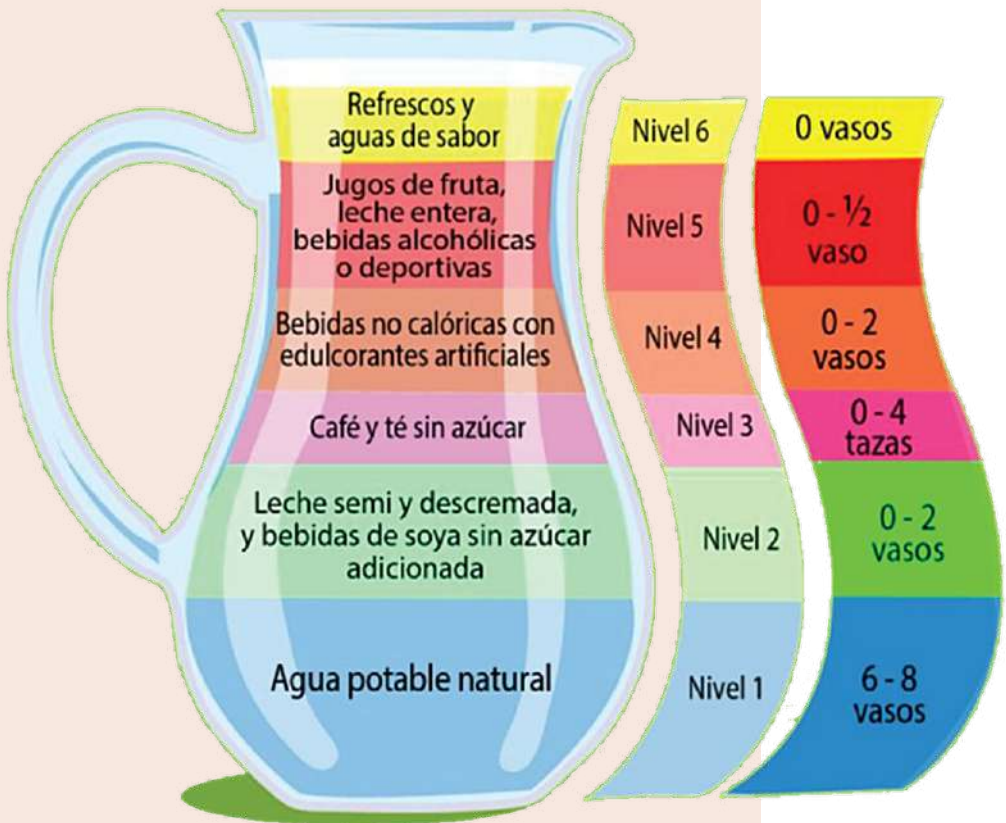 Refrescos y
aguas de sabor
Nivel 6
0 vasos
Jugos de fruta,
leche entera,
bebidas alcohólicas
o deportivas
Nivel 5
0 - ½
vaso
Bebidas no calóricas con
edulcorantes artificiales
Nivel 4
0 - 2
vasos
Café y té sin azúcar
Nivel 3
0 - 4
tazas
Leche semi y descremada,
y bebidas de soya sin azúcar
adicionada
Nivel 2
0 - 2
vasos
Agua potable natural
Nivel 1
6 - 8
vasos